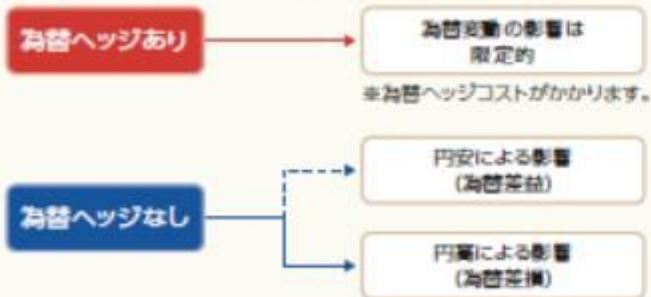 為替ヘッジあり
為替変動の影響は
限定的
※為替ヘッジコストがかかります。
円安による影響
(為替差益)
為替ヘッジなし
円高による影響
(為替差損)